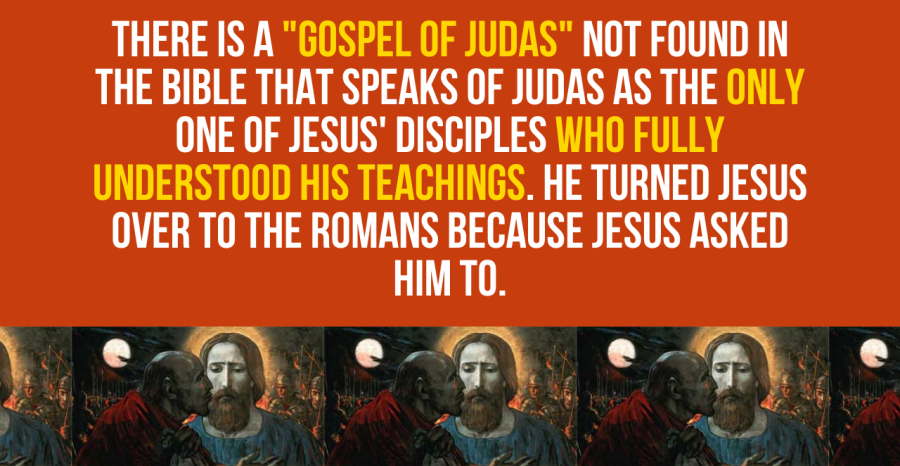 THERE IS A "GOSPEL OF JUDAS" NOT FOUND IN
THE BIBLE THAT SPEAKS OF JUDAS AS THE ONLY
ONE OF JESUS' DISCIPLES WHO FULLY
UNDERSTOOD HIS TEACHINGS. HE TURNED JESUS
OVER TO THE ROMANS BECAUSE JESUS ASKED
HIM TO.